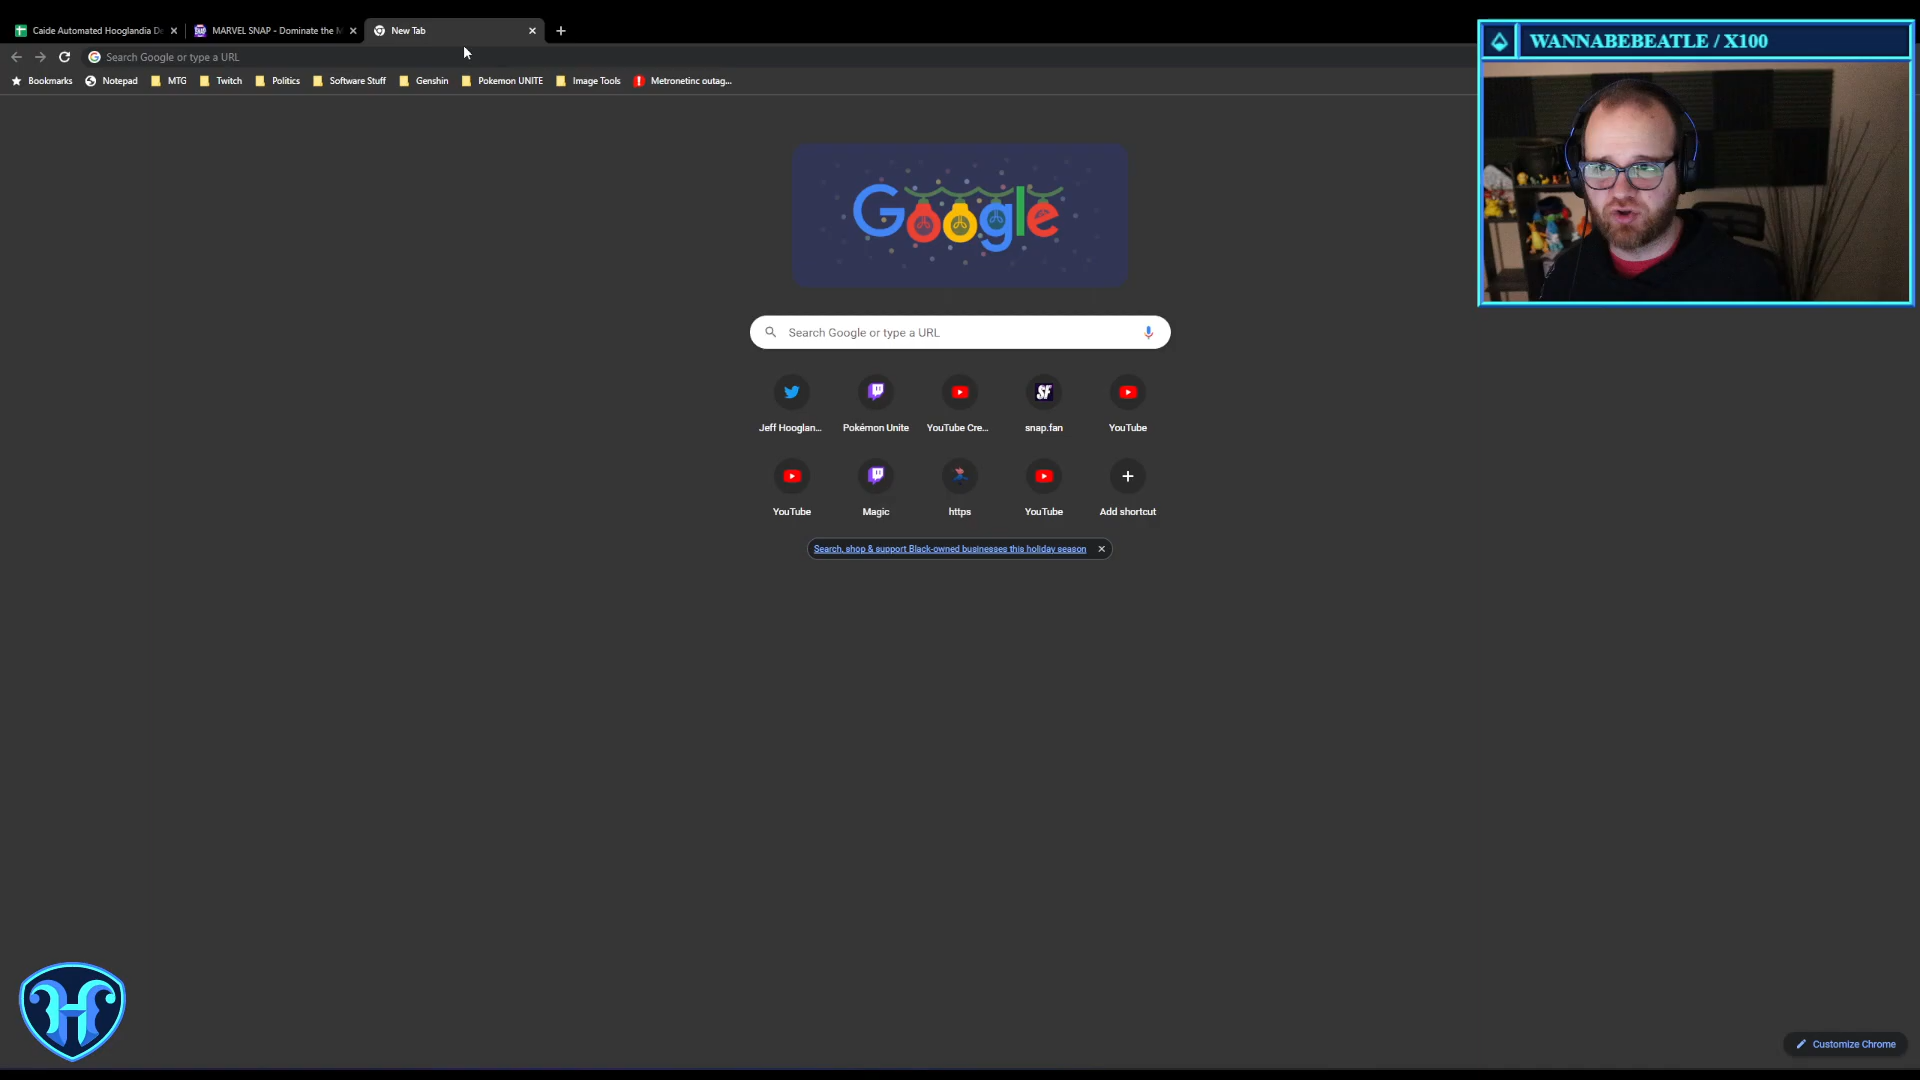 Caide Automated Hooglandia De
MARVEL SNAP - Dominate the M
New Tab
Search Google or type a URL
Bookmarks
Notepad
MTG
Twitch
Politics
Software Stuff
Genshin
Pokemon UNITE
Image Tools
Metronetinc outag...
WANNABEBEATLE / X100
Google
Search Google or type a URL
Jeff Hooglan...
Pokémon Unite
YouTube Cre...
SF
snap.fan
YouTube
YouTube
Magic
https
YouTube
Add shortcut
Search, shop & support Black-owned businesses this holiday season
H
Customize Chrome